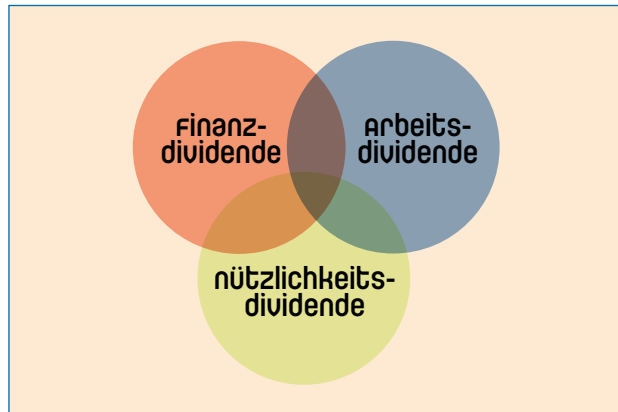 Finanz-
dividende
Arbeits-
dividende
nützlichkeits-
dividende